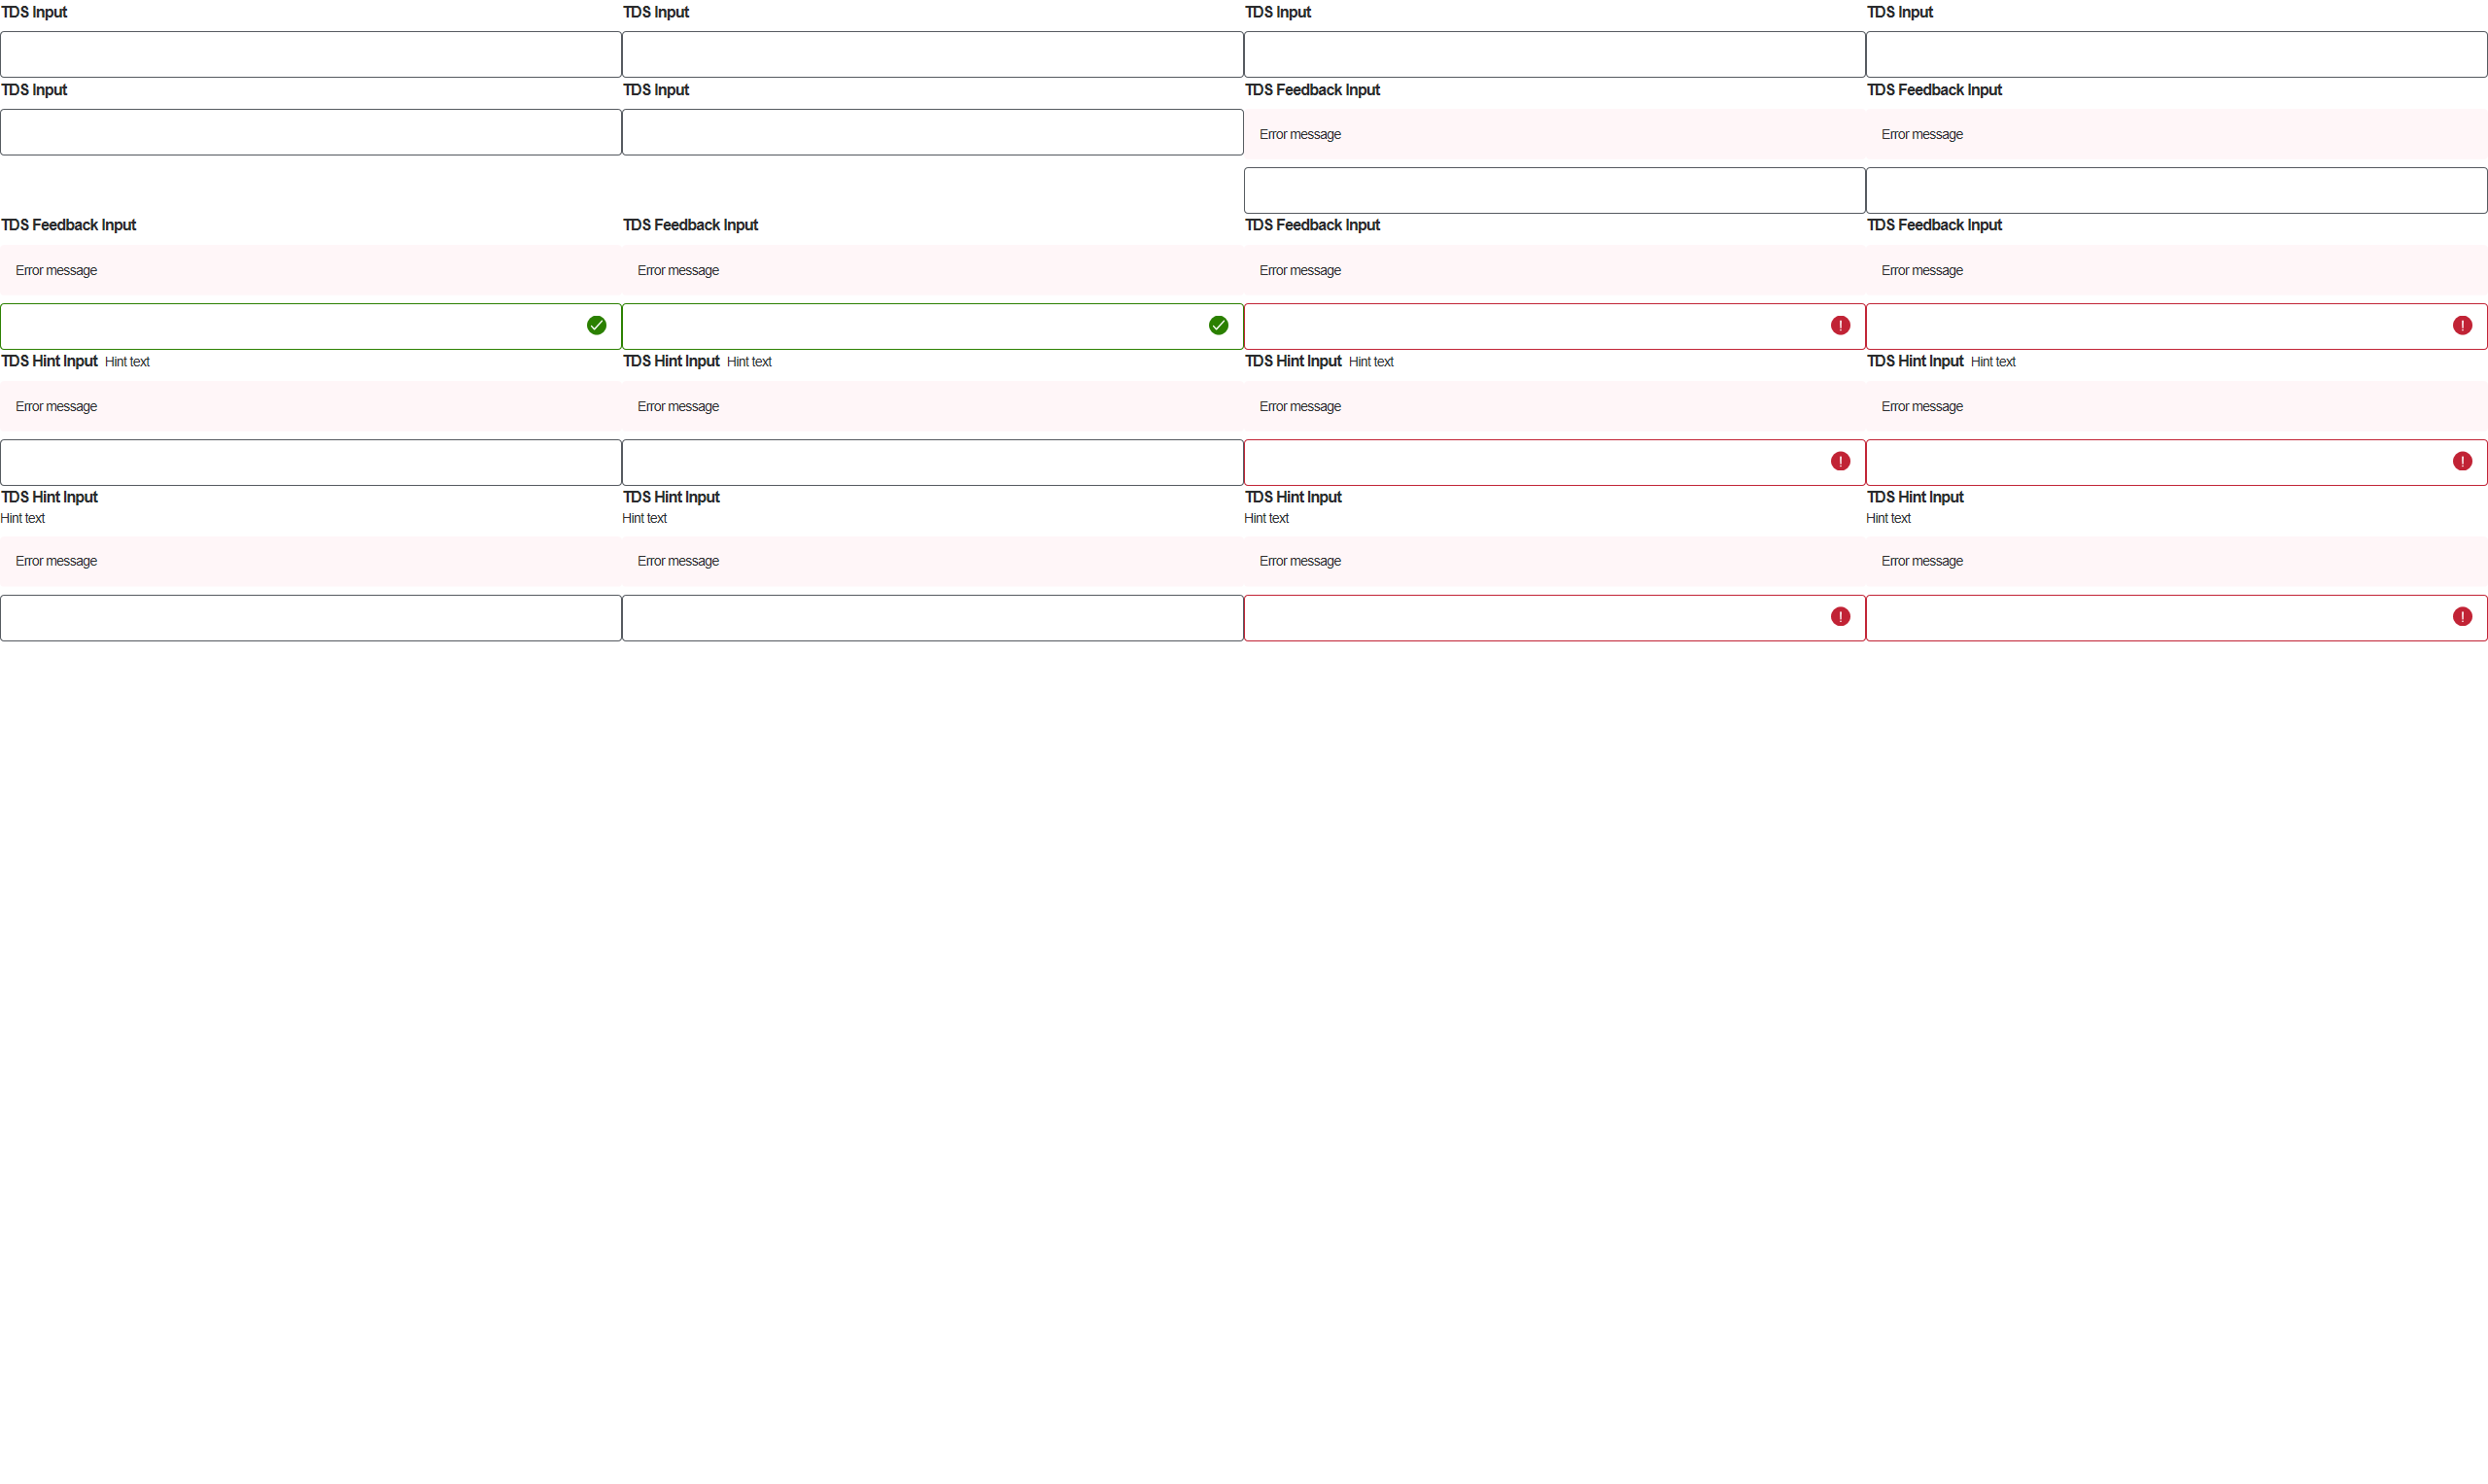 TDS Input TDS Input TDS Input TDS Input
TDS Input TDS Input TDS Feedback Input TDS Feedback Input
Error message Error message
TDS Feedback Input TDS Feedback Input TDS Feedback Input TDS Feedback Input
Error message Error message Error message Error message
TDS Hint Input Hint text TDS Hint Input Hint text TDS Hint Input Hint text TDS Hint Input Hint text
Error message Error message Error message Error message
TDS Hint Input TDS Hint Input TDS Hint Input TDS Hint Input
Hint text Hint text Hint text Hint text
Error message Error message Error message Error message